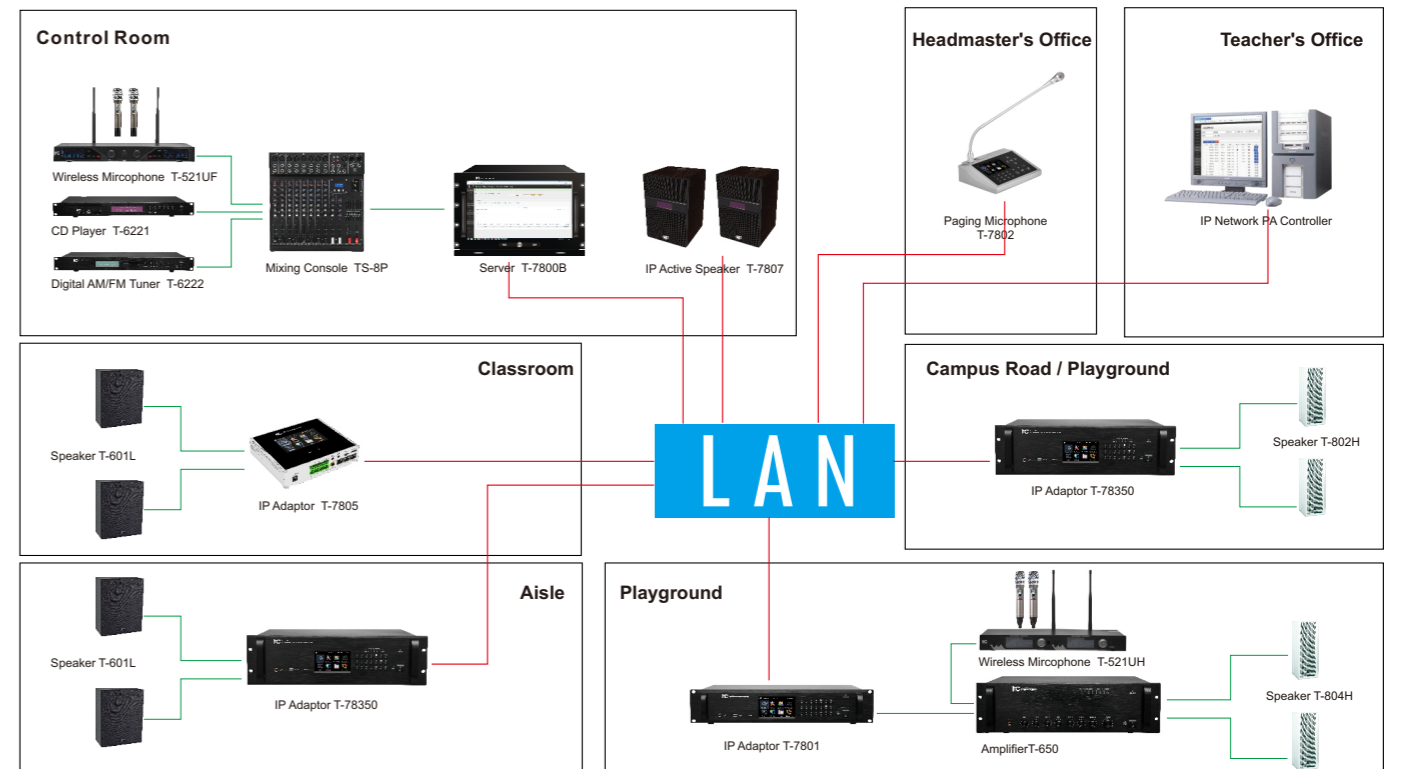 Control Room
Wireless Mircophone T-521UF
CD Player T-6221
Digital AM/FM Tuner T-6222
Mixing Console TS-8P
Server T-7800B
IP Active Speaker T-7807
Headmaster's Office
Paging Microphone
T-7802
Teacher's Office
IP Network PA Controller
Classroom
Speaker T-601L
IP Adaptor T-7805
LAN
Campus Road / Playground
IP Adaptor T-78350
Speaker T-802H
Aisle
Speaker T-601L
IP Adaptor T-78350
Playground
IP Adaptor T-7801
Wireless Mircophone T-521UH
AmplifierT-650
Speaker T-804H